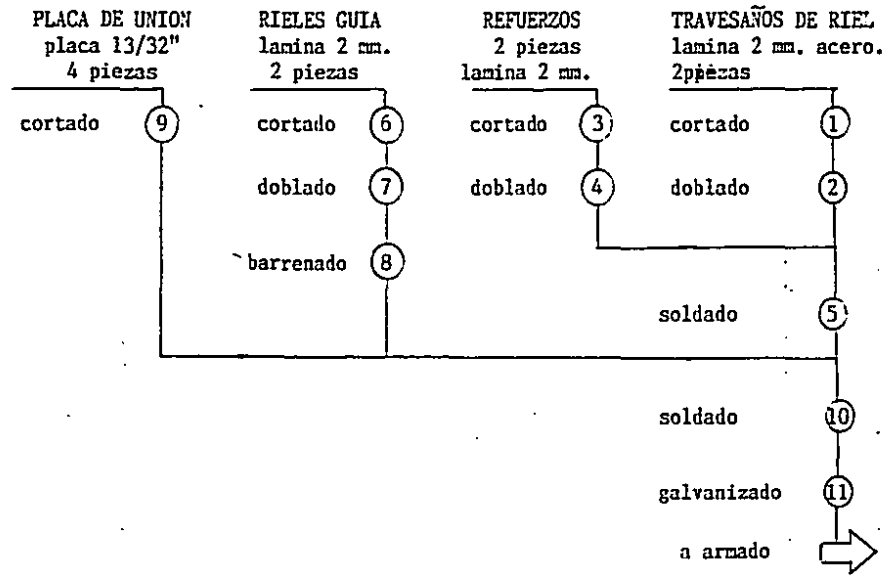 PLACA DE UNION
placa 13/32"
4 piezas
cortado 9
RIELES GUIA
lamina 2 mm.
2 piezas
cortado 6
doblado 7
barrenado 8
REFUERZOS
2 piezas
lamina 2 mm.
cortado 3
doblado 4
TRAVESAÑOS DE RIEL
lamina 2 mm. acero.
2piezas
cortado 1
doblado 2
soldado 5
soldado 10
galvanizado 11
a armado